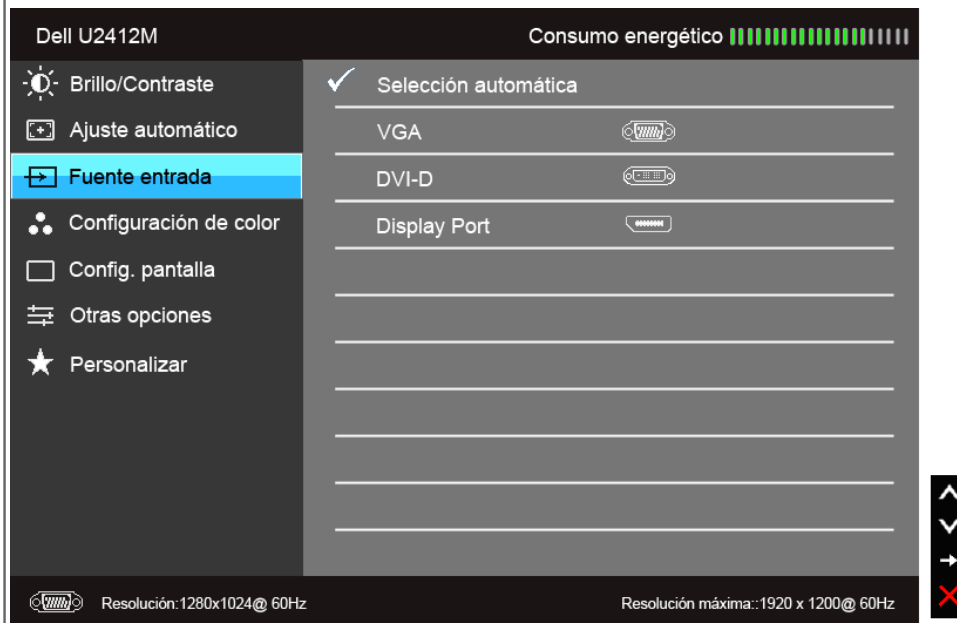 Dell U2412M
Consumo energético
Brillo/Contraste
Ajuste automático
Fuente entrada
Configuración de color
Config. pantalla
Otras opciones
Personalizar
Selección automática
VGA
DVI-D
Display Port
Resolución:1280x1024@ 60Hz
Resolución máxima::1920 x 1200@ 60Hz